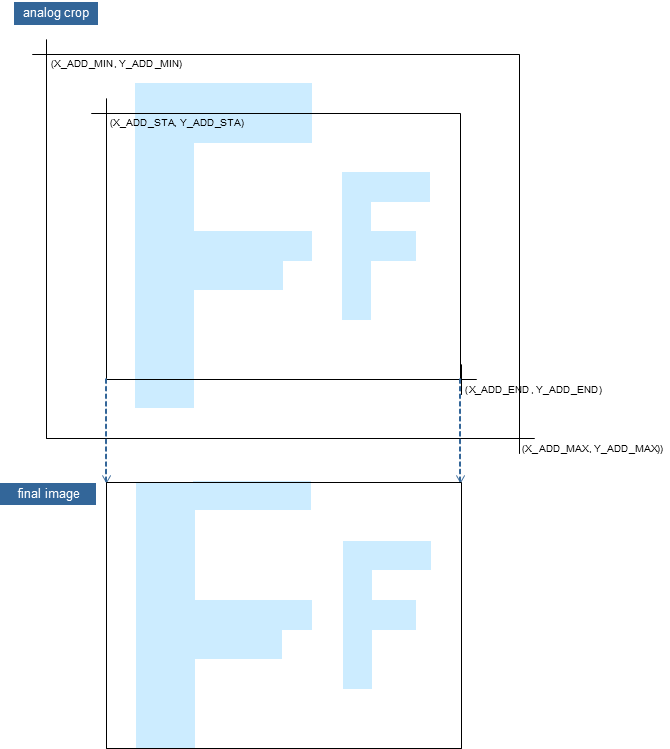 analog crop
(X_ADD_MIN, Y_ADD_MIN)
(X_ADD_STA, Y_ADD_STA)
F F
(X_ADD_END, Y_ADD_END)
(X_ADD_MAX, Y_ADD_MAX))
final image
F F